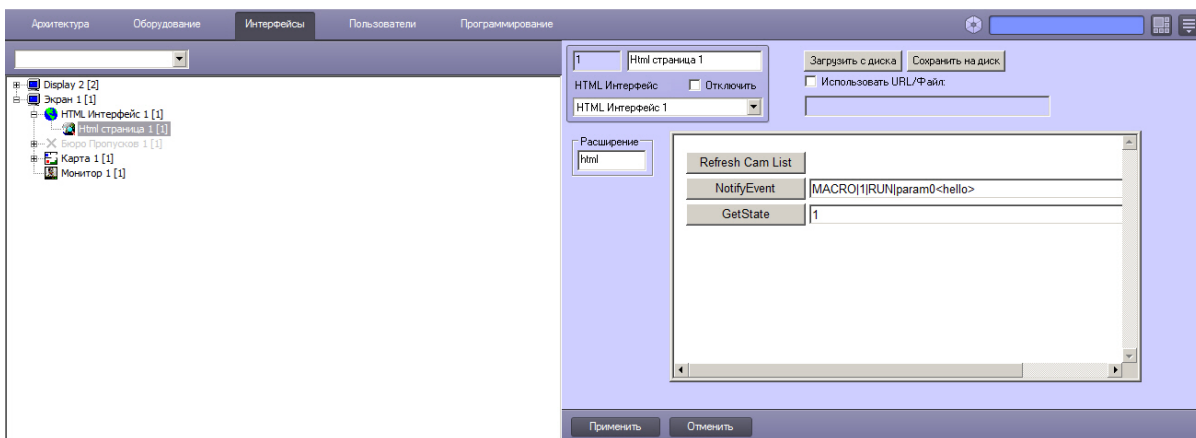 Архитектура Оборудование Интерфейсы Пользователи Программирование
Display 2 [2]
Экран 1 [1]
HTML Интерфейс 1 [1]
Html страница 1 [1]
Бюро Пропусков 1 [1]
Карта 1 [1]
Монитор 1 [1]
1 Html страница 1
HTML Интерфейс Отключить
HTML Интерфейс 1
Загрузить с диска Сохранить на диск
Использовать URL/Файл:
Расширение
html
Refresh Cam List
NotifyEvent MACRO|1|RUN|param0<hello>
GetState 1
Применить Отменить